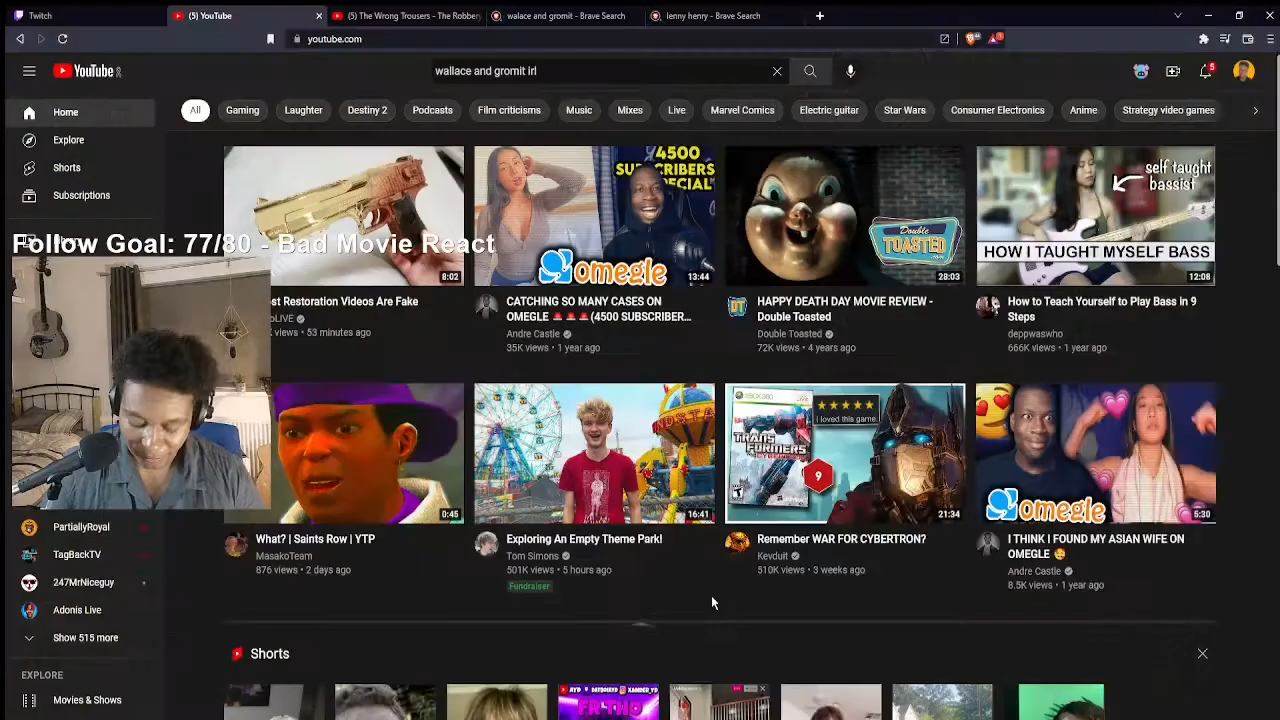 Twitch
(5) YouTube
(5) The Wrong Trousers - The Robbery
walace and gromit - Brave Search
lenny henry - Brave Search
youtube.com
YouTube
wallace and gromit irl
5
All
Gaming
Laughter
Destiny 2
Podcasts
Film criticisms
Music
Mixes
Live
Marvel Comics
Electric guitar
Star Wars
Consumer Electronics
Anime
Strategy video games
Home
Explore
Shorts
Subscriptions
Follow Goal: 77/80 - Bad Movie React
8:02
4500
omegle
13:44
Double
TOASTED
28:03
self taught
bassist
HOW I TAUGHT MYSELF BASS
12:08
st Restoration Videos Are Fake
views • 53 minutes ago
CATCHING SO MANY CASES ON
OMEGLE 🚨🚨🚨(4500 SUBSCRIBER...
Andre Castle
35K views • 1 year ago
HAPPY DEATH DAY MOVIE REVIEW -
Double Toasted
Double Toasted
72K views • 4 years ago
How to Teach Yourself to Play Bass in 9
Steps
deppwaswho
666K views • 1 year ago
0:45
16:41
XBOX 360
TRANSFORMERS
I loved this game.
9
21:34
omegle
5:30
What? | Saints Row | YTP
MasakoTeam
876 views • 2 days ago
Exploring An Empty Theme Park!
Tom Simons
501K views • 5 hours ago
Fundraiser
Remember WAR FOR CYBERTRON?
Kevduit
510K views • 3 weeks ago
I THINK I FOUND MY ASIAN WIFE ON
OMEGLE 🥰
Andre Castle
8.5K views • 1 year ago
PartiallyRoyal
TagBackTV
247MrNiceguy
Adonis Live
Show 515 more
EXPLORE
Movies & Shows
Shorts